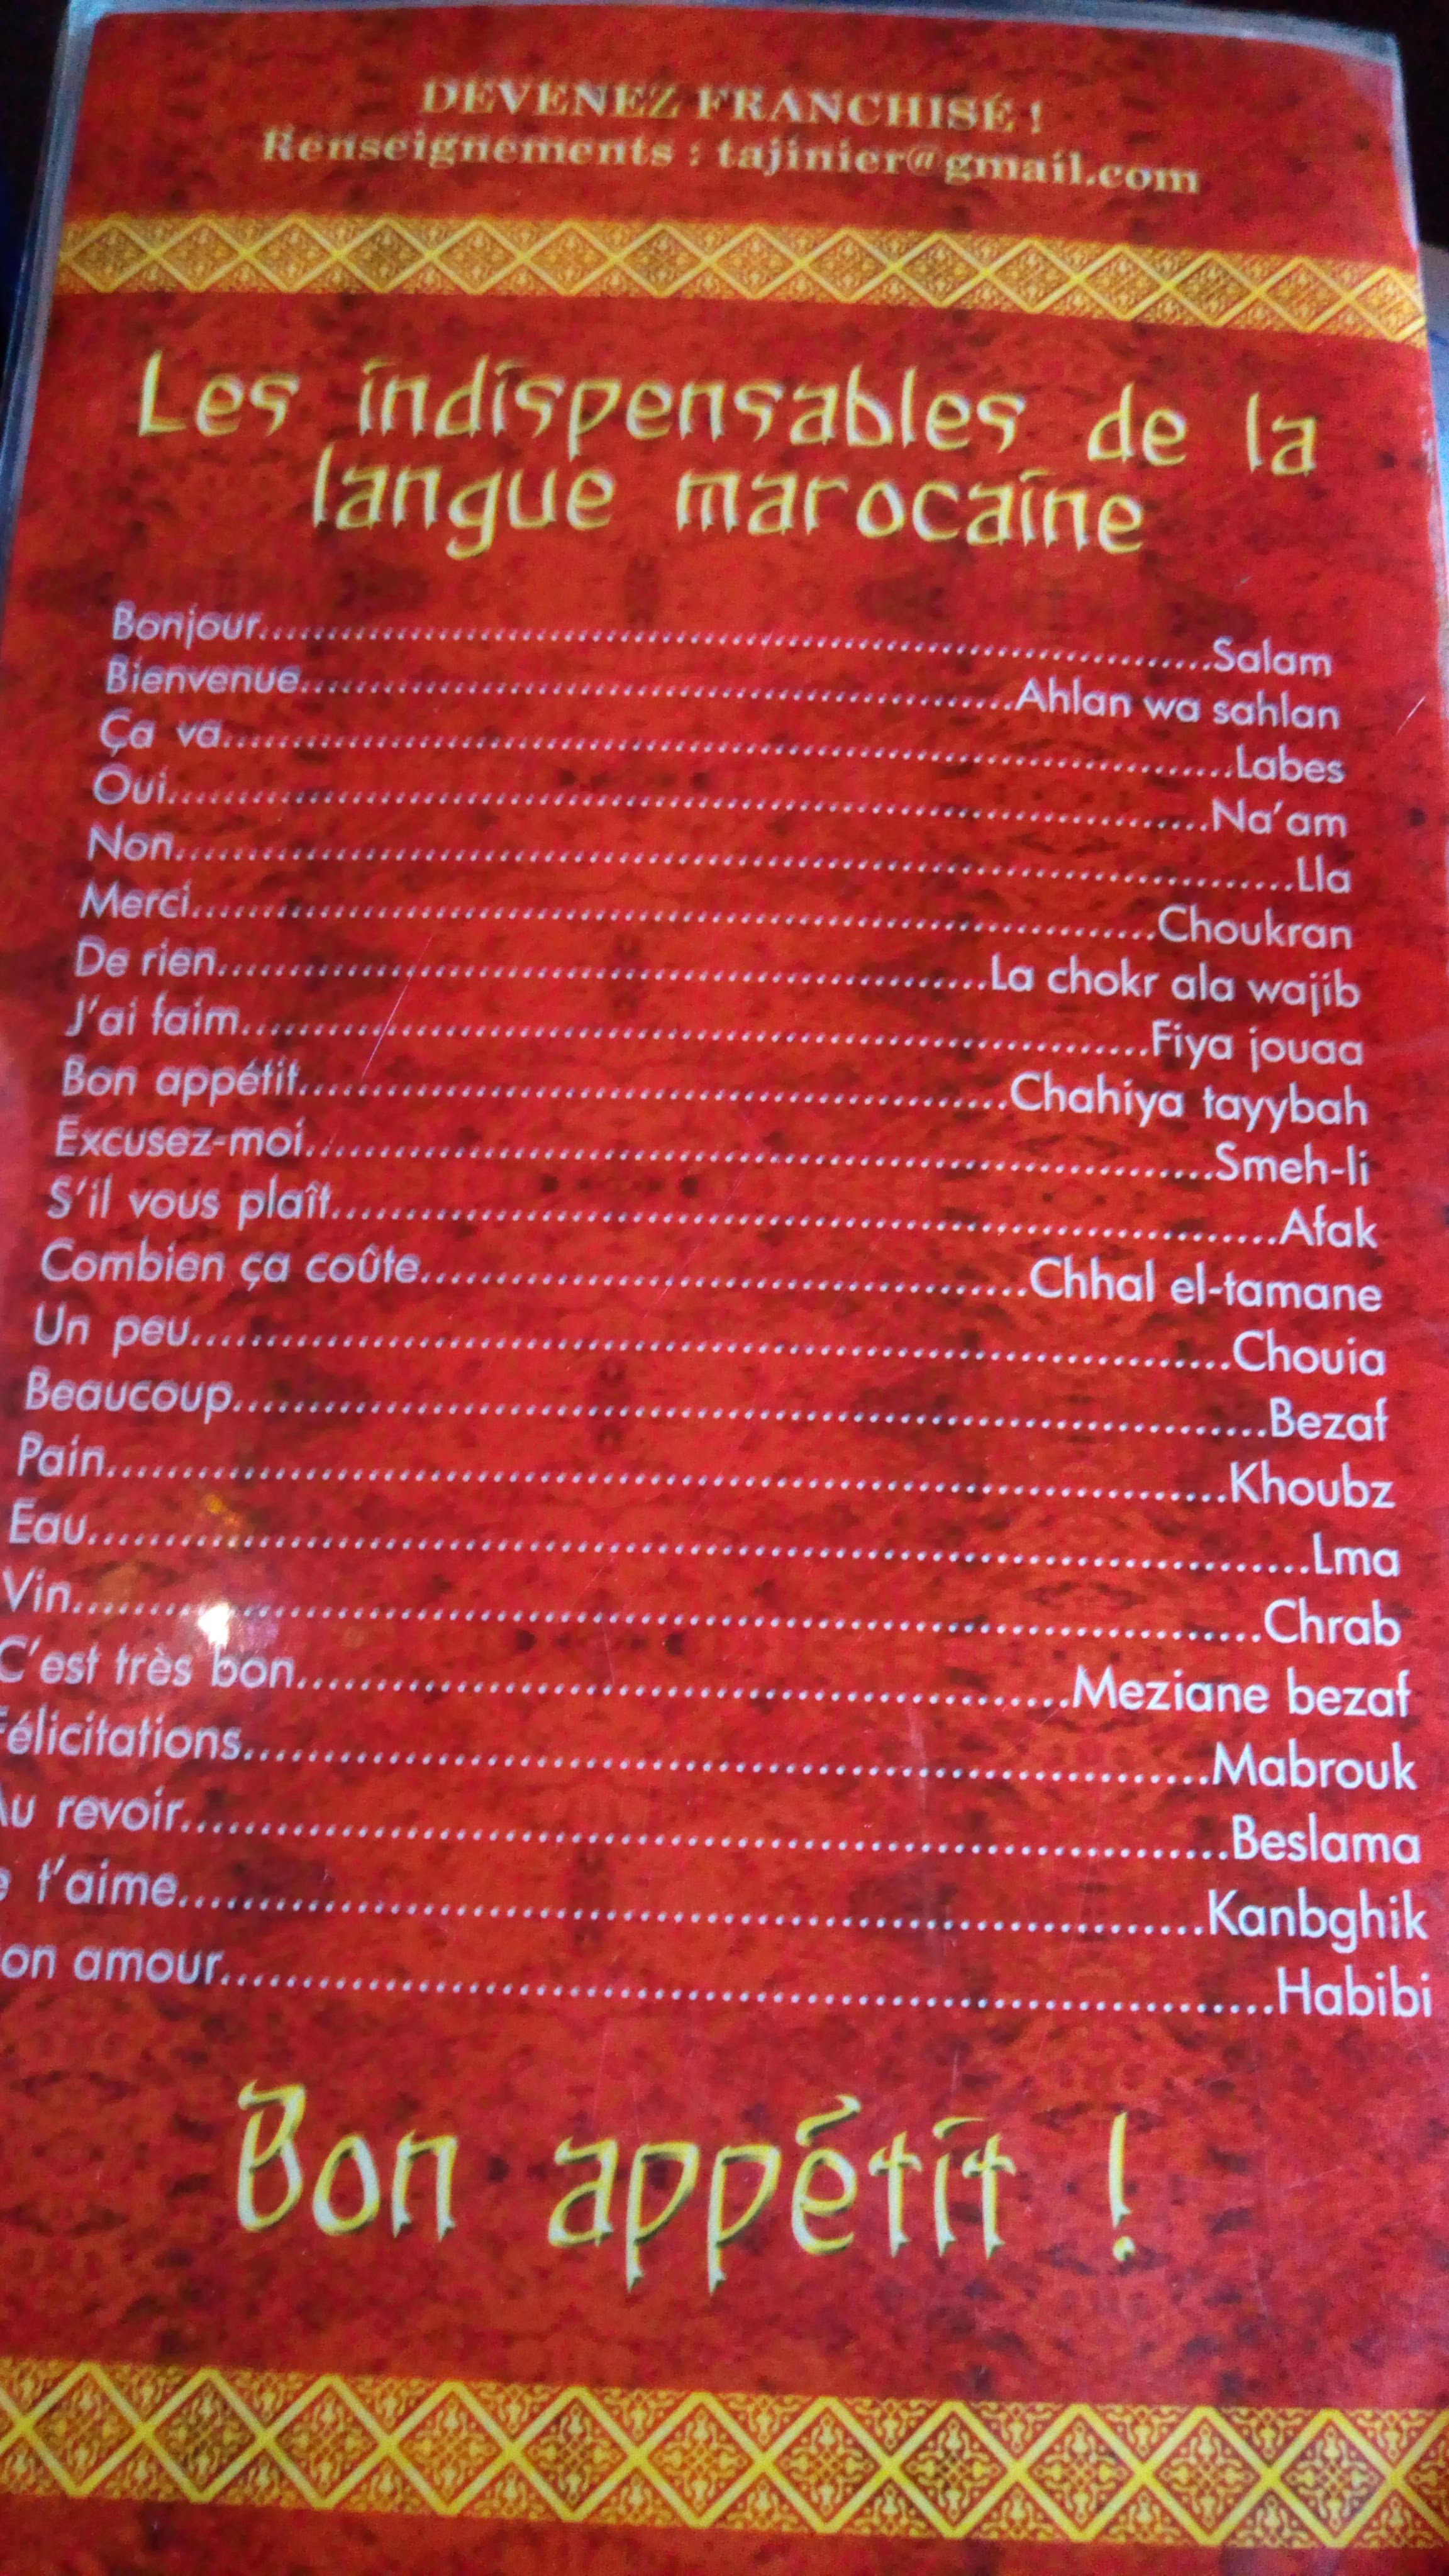 DEVENEZ FRANCHISÉ !
Renseignements : tajinier@gmail.com
Les indispensables de la
langue marocaine
Bonjour..........Salam
Bienvenue..........Ahlan wa sahlan
Ça va..........Labes
Oui..........Na'am
Non..........Lla
Merci..........Choukran
De rien..........La chokr ala wajib
J'ai faim..........Fiya jouaa
Bon appétit..........Chahiya tayybah
Excusez-moi..........Smeh-li
S'il vous plaît..........Afak
Combien ça coûte..........Chhal el-tamane
Un peu..........Chouia
Beaucoup..........Bezaf
Pain..........Khoubz
Eau..........Lma
Vin..........Chrab
C'est très bon..........Meziane bezaf
Félicitations..........Mabrouk
Au revoir..........Beslama
e t'aime..........Kanbghik
on amour..........Habibi
Bon appétit !